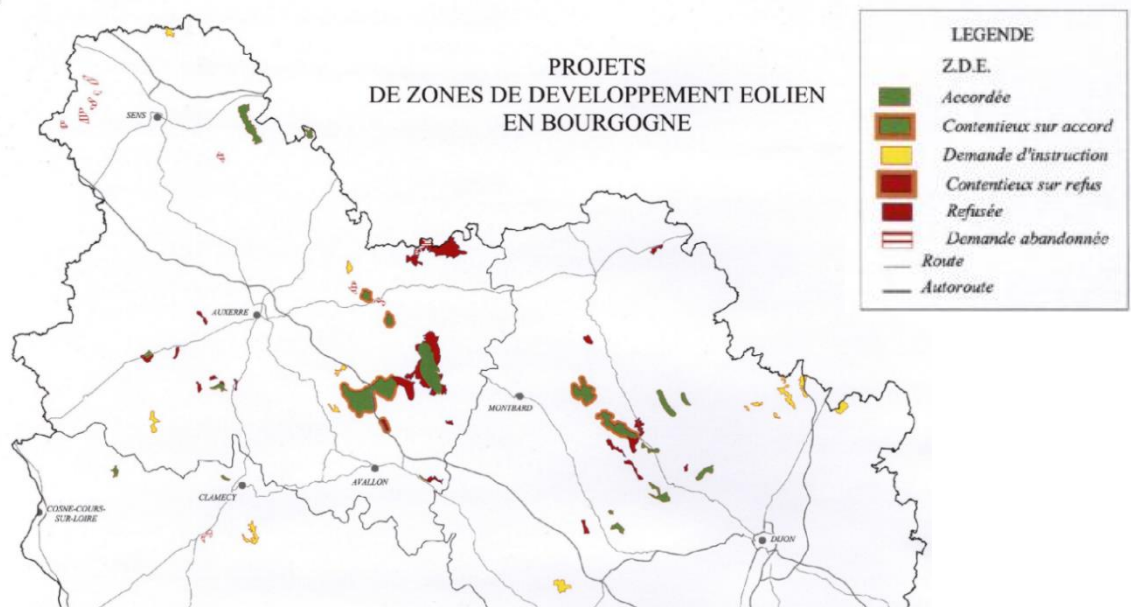 PROJETS
DE ZONES DE DEVELOPPEMENT EOLIEN
EN BOURGOGNE
LEGENDE
Z.D.E.
Accordée
Contentieux sur accord
Demande d'instruction
Contentieux sur refus
Refusée
Demande abandonnée
Route
Autoroute
SENS
AUXERRE
MONTBARD
AVALLON
CLAMECY
COSNE-COURS-
SUR-LOIRE
DIJON